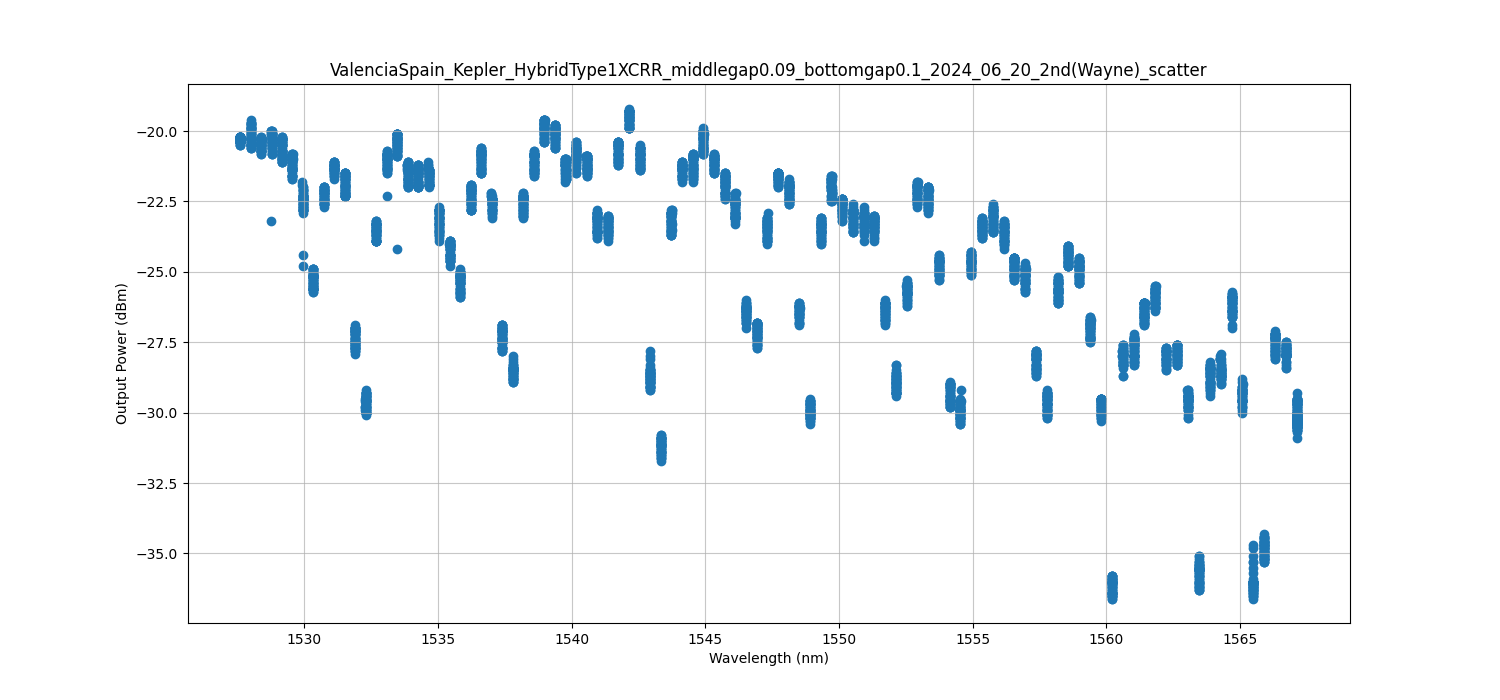 ValenciaSpain_Kepler_HybridType1XCRR_middlegap0.09_bottomgap0.1_2024_06_20_2nd(Wayne)_scatter
−20.0
−22.5
−25.0
−27.5
−30.0
−32.5
−35.0
Output Power (dBm)
1530 1535 1540 1545 1550 1555 1560 1565
Wavelength (nm)